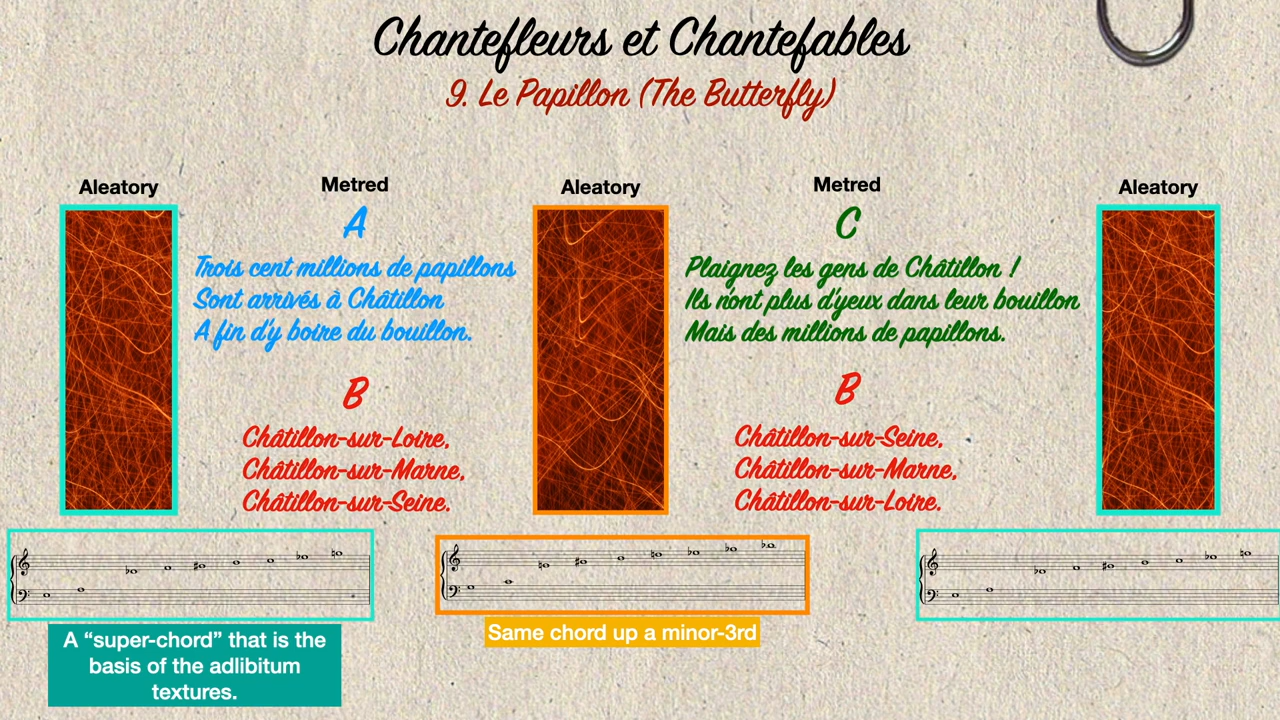 Chantefleurs et Chantefables
9. Le Papillon (The Butterfly)
Aleatory
Metred
A
Trois cent millions de papillons
Sont arrivés à Châtillon
A fin d'y boire du bouillon.
B
Châtillon-sur-Loire,
Châtillon-sur-Marne,
Châtillon-sur-Seine.
Aleatory
Metred
C
Plaignez les gens de Châtillon !
Ils nont plus d'yeux dans leur bouillon
Mais des millions de papillons.
B
Châtillon-sur-Seine,
Châtillon-sur-Marne,
Châtillon-sur-Loire.
Aleatory
A “super-chord” that is the
basis of the adlibitum
textures.
Same chord up a minor-3rd